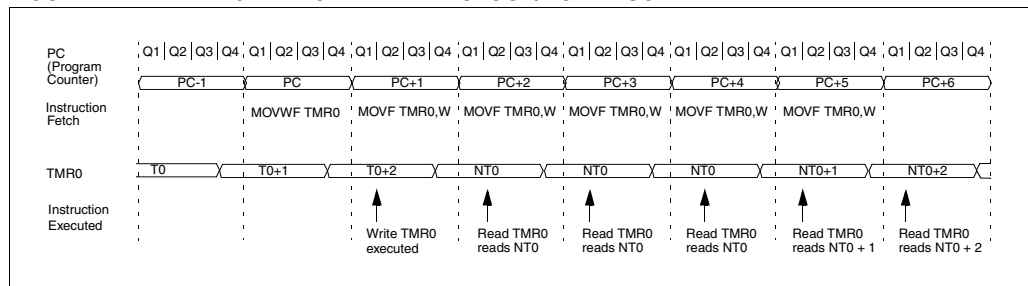 PC
(Program
Counter)
Q1 Q2 Q3 Q4 Q1 Q2 Q3 Q4 Q1 Q2 Q3 Q4 Q1 Q2 Q3 Q4 Q1 Q2 Q3 Q4 Q1 Q2 Q3 Q4 Q1 Q2 Q3 Q4 Q1 Q2 Q3 Q4
PC-1 PC PC+1 PC+2 PC+3 PC+4 PC+5 PC+6
Instruction
Fetch
MOVWF TMR0 MOVF TMR0,W MOVF TMR0,W MOVF TMR0,W MOVF TMR0,W MOVF TMR0,W
TMR0
T0 T0+1 T0+2 NT0 NT0 NT0 NT0+1 NT0+2
Instruction
Executed
Write TMR0
executed
Read TMR0
reads NT0
Read TMR0
reads NT0
Read TMR0
reads NT0
Read TMR0
reads NT0 + 1
Read TMR0
reads NT0 + 2